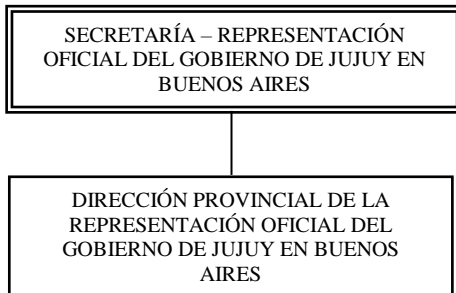 SECRETARÍA – REPRESENTACIÓN
OFICIAL DEL GOBIERNO DE JUJUY EN
BUENOS AIRES
DIRECCIÓN PROVINCIAL DE LA
REPRESENTACIÓN OFICIAL DEL
GOBIERNO DE JUJUY EN BUENOS
AIRES